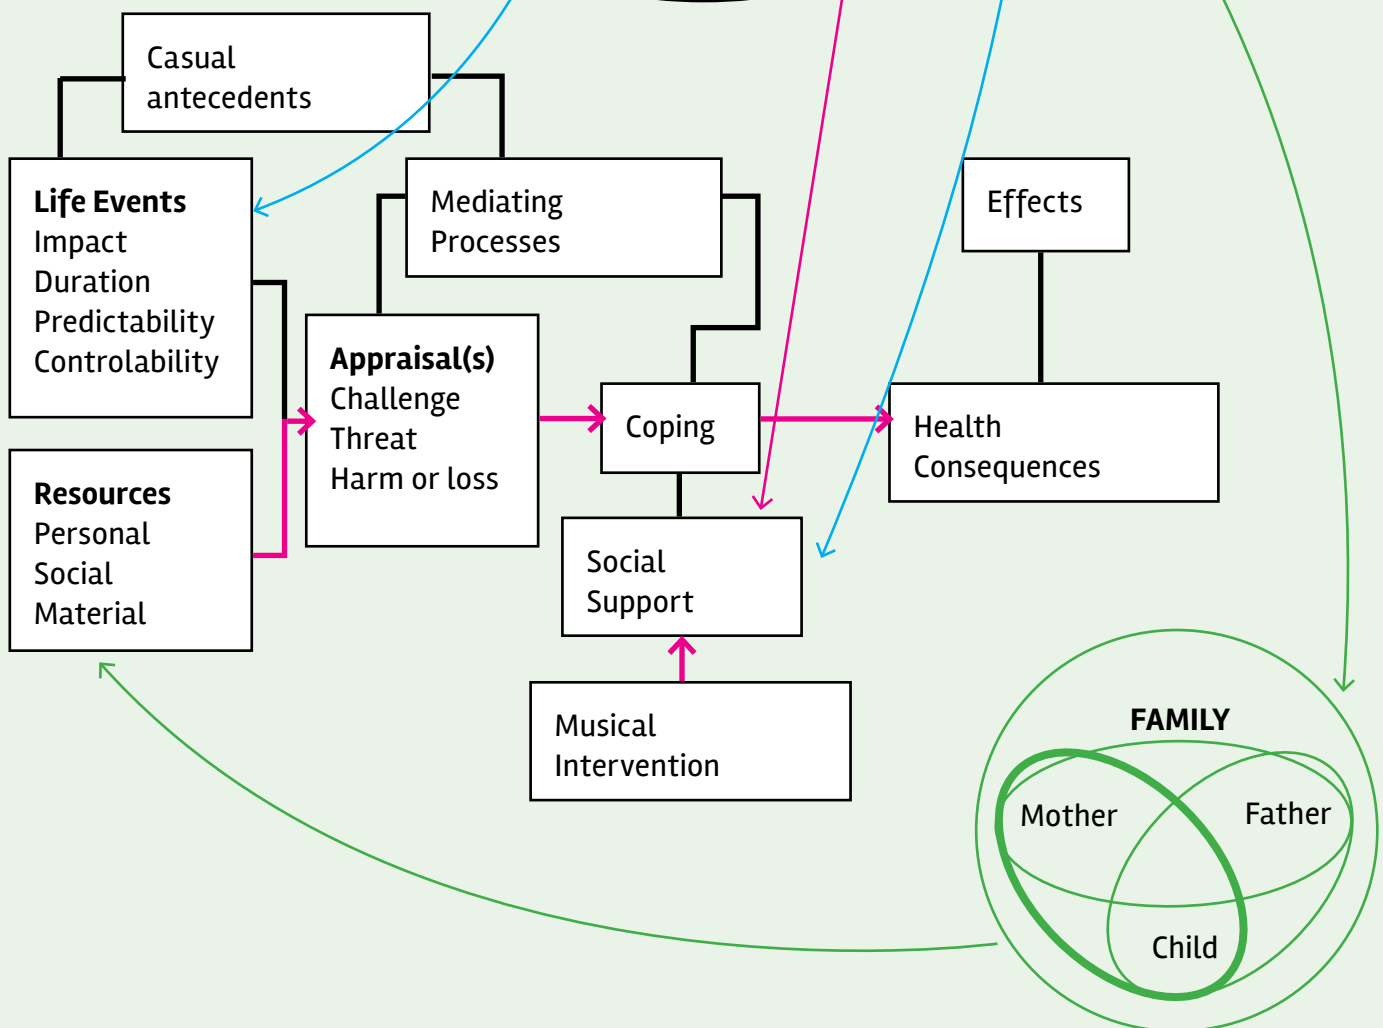 Casual
antecedents
Life Events
Impact
Duration
Predictability
Controlability
Mediating
Processes
Effects
Appraisal(s)
Challenge
Threat
Harm or loss
Coping
Health
Consequences
Resources
Personal
Social
Material
Social
Support
Musical
Intervention
FAMILY
Mother
Father
Child